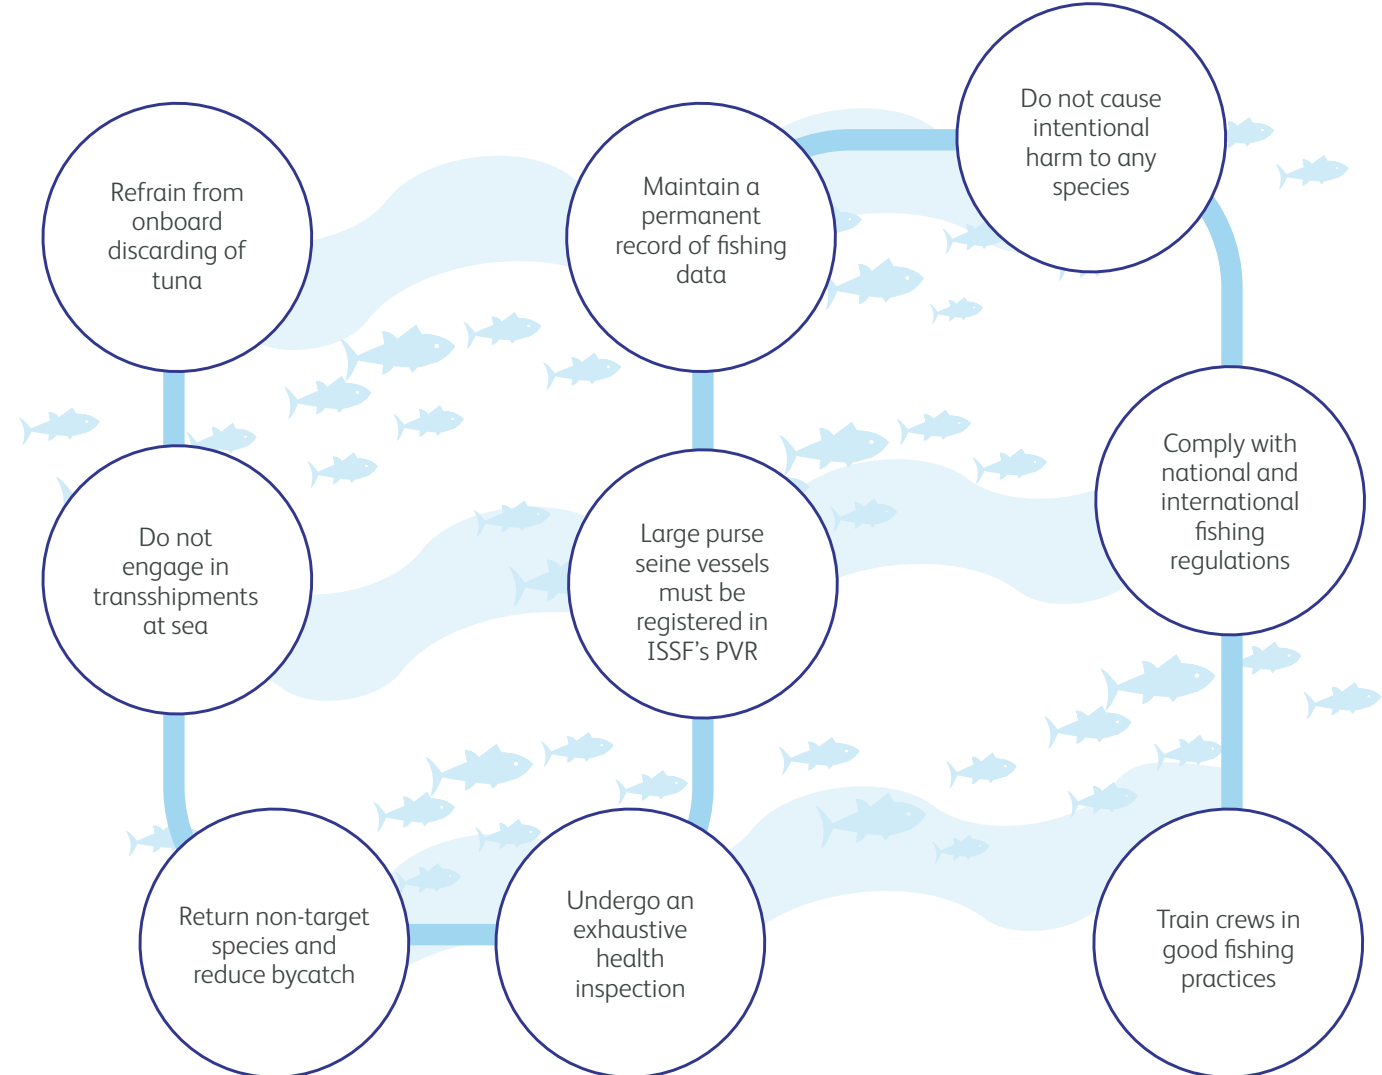 Refrain from
onboard
discarding of
tuna
Do not
engage in
transshipments
at sea
Return non-target
species and
reduce bycatch
Undergo an
exhaustive
health
inspection
Large purse
seine vessels
must be
registered in
ISSF’s PVR
Maintain a
permanent
record of fishing
data
Do not cause
intentional
harm to any
species
Comply with
national and
international
fishing
regulations
Train crews in
good fishing
practices